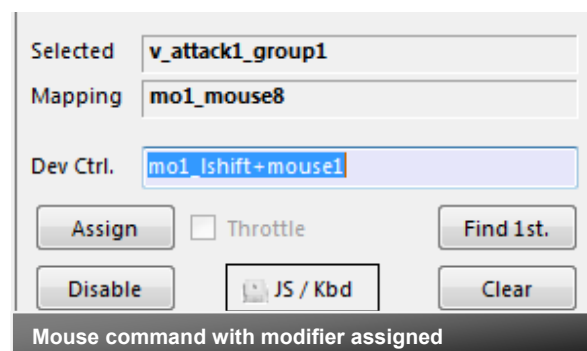 Selected v_attack1_group1
Mapping mo1_mouse8
Dev Ctrl. mo1_lshift+mouse1
Assign Throttle Find 1st.
Disable JS / Kbd Clear
Mouse command with modifier assigned